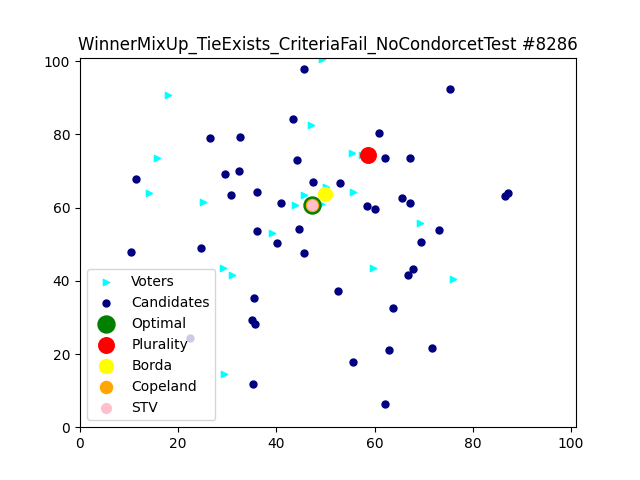 WinnerMixUp_TieExists_CriteriaFail_NoCondorcetTest #8286
100
80
60
40
20
0
Voters
Candidates
Optimal
Plurality
Borda
Copeland
STV
0 20 40 60 80 100